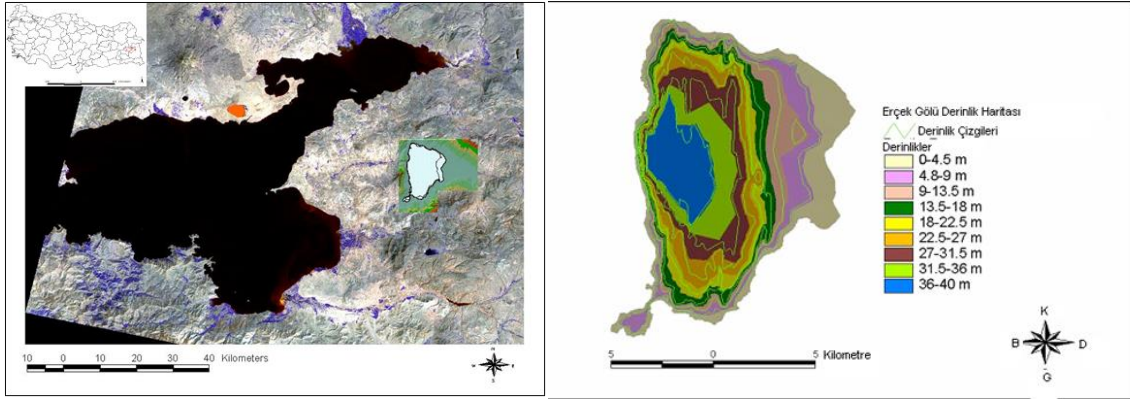 10 0 10 20 30 40 Kilometers
Erçek Gölü Derinlik Haritası
Derinlik Çizgileri
Derinlikler
0-4.5 m
4.8-9 m
9-13.5 m
13.5-18 m
18-22.5 m
22.5-27 m
27-31.5 m
31.5-36 m
36-40 m
5 0 5 Kilometre
K
B D
G